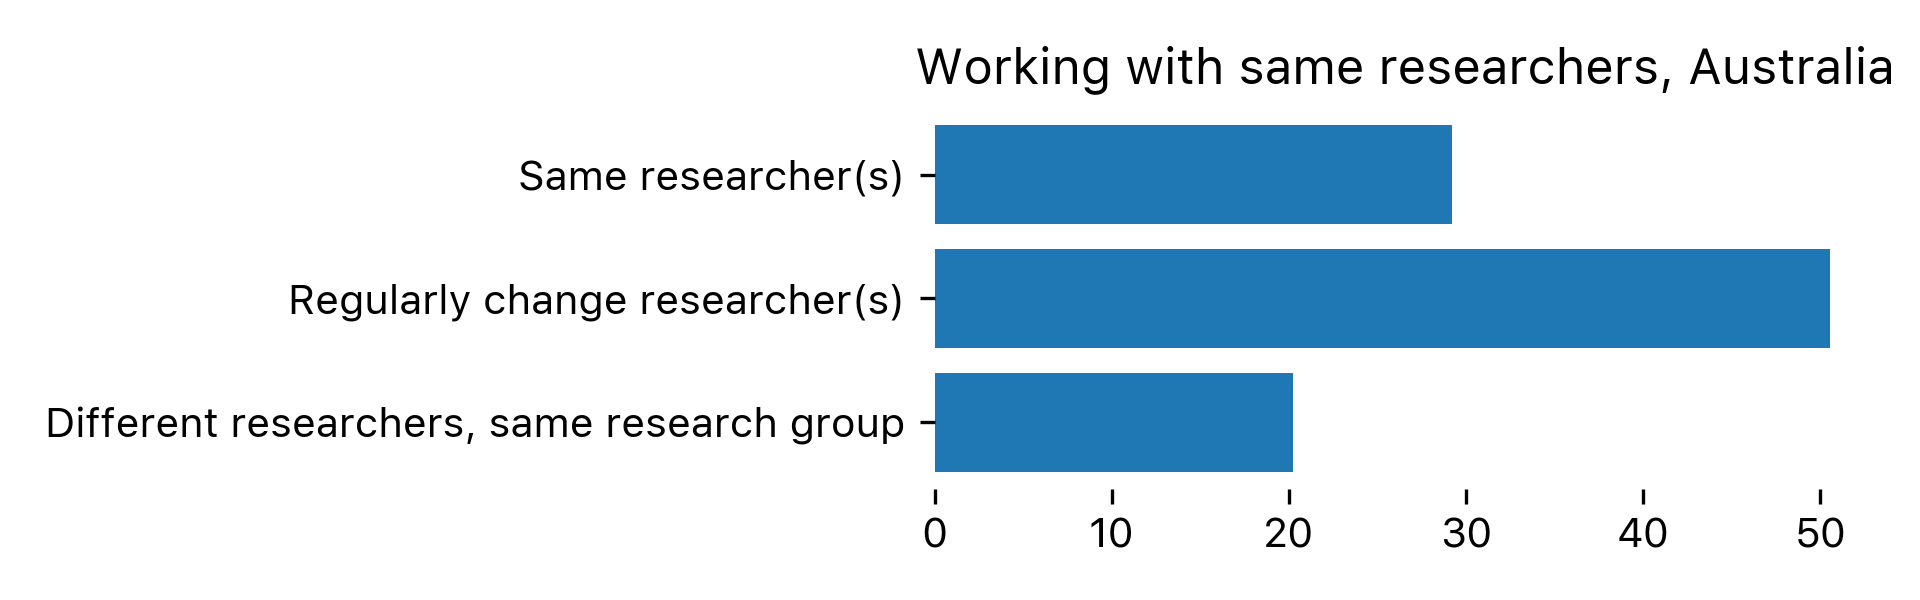 Working with same researchers, Australia
Same researcher(s)
Regularly change researcher(s)
Different researchers, same research group
0 10 20 30 40 50